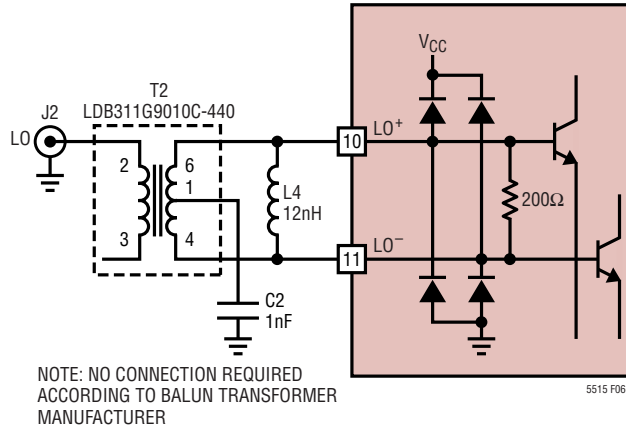 VCC
T2
LDB311G9010C-440
J2
LO
10
LO+
2
6
1
L4
12nH
200Ω
3
4
11
LO−
C2
1nF
NOTE: NO CONNECTION REQUIRED
ACCORDING TO BALUN TRANSFORMER
MANUFACTURER
5515 F06